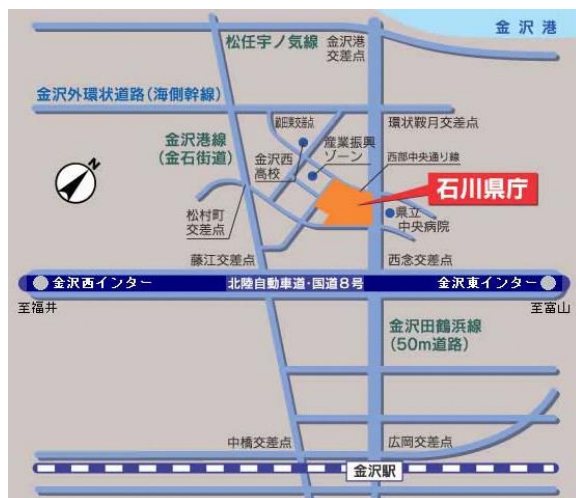 金沢港
松任宇ノ気線
金沢港
交差点
金沢外環状道路(海側幹線)
環状鞍月交差点
金沢港線
(金石街道)
産業振興
ゾーン
金沢西
高校
西部中央通り線
石川県庁
松村町
交差点
県立
中央病院
藤江交差点
西念交差点
金沢西インター
北陸自動車道・国道8号
金沢東インター
至福井
至富山
金沢田鶴浜線
(50m道路)
中橋交差点
広岡交差点
金沢駅
N